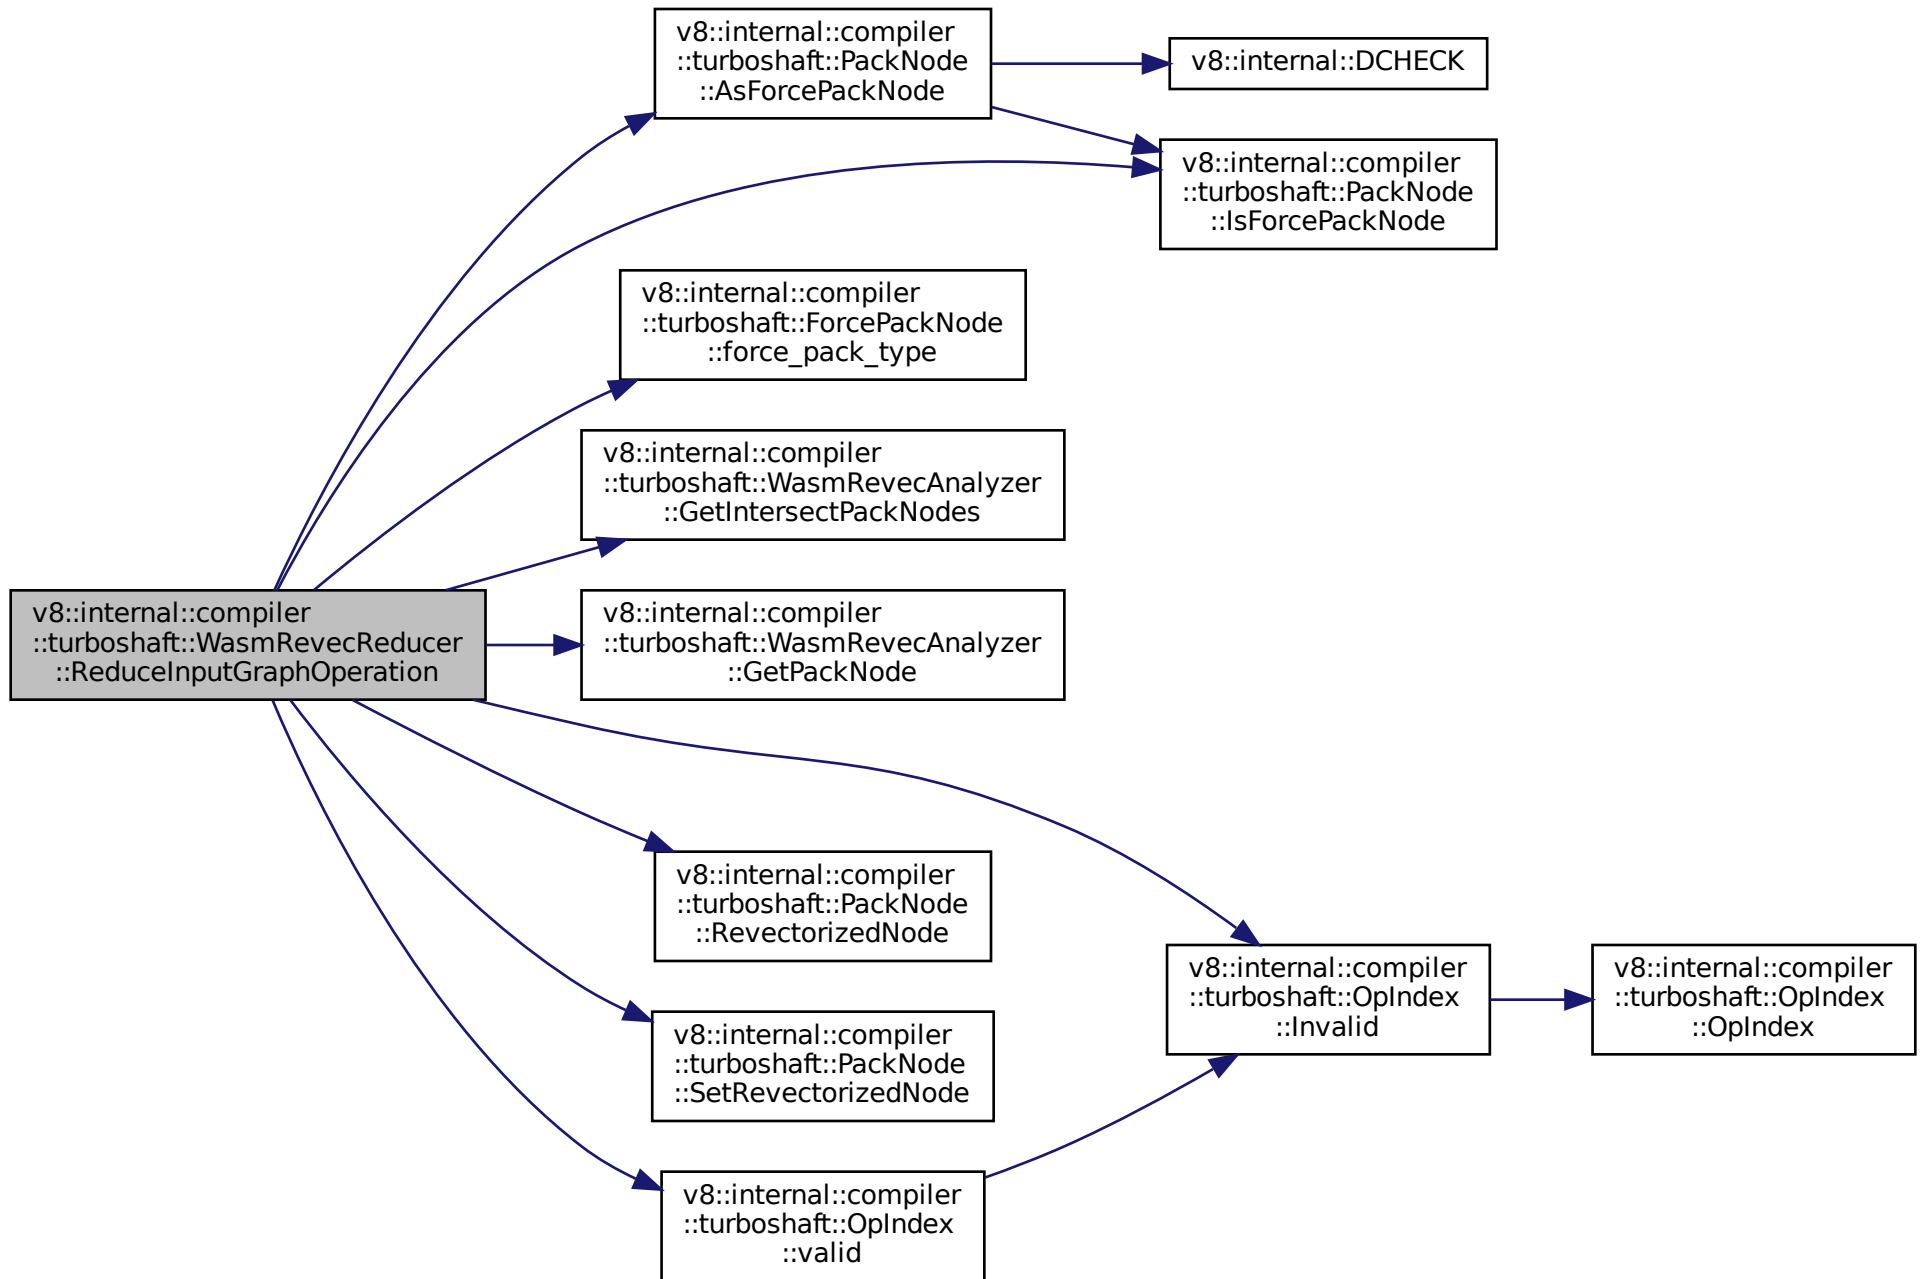 v8::internal::compiler
::turboshaft::PackNode
::AsForcePackNode
v8::internal::DCHECK
v8::internal::compiler
::turboshaft::PackNode
::IsForcePackNode
v8::internal::compiler
::turboshaft::ForcePackNode
::force_pack_type
v8::internal::compiler
::turboshaft::WasmRevecAnalyzer
::GetIntersectPackNodes
v8::internal::compiler
::turboshaft::WasmRevecReducer
::ReduceInputGraphOperation
v8::internal::compiler
::turboshaft::WasmRevecAnalyzer
::GetPackNode
v8::internal::compiler
::turboshaft::PackNode
::RevectorizedNode
v8::internal::compiler
::turboshaft::OpIndex
::Invalid
v8::internal::compiler
::turboshaft::OpIndex
::OpIndex
v8::internal::compiler
::turboshaft::PackNode
::SetRevectorizedNode
v8::internal::compiler
::turboshaft::OpIndex
::valid